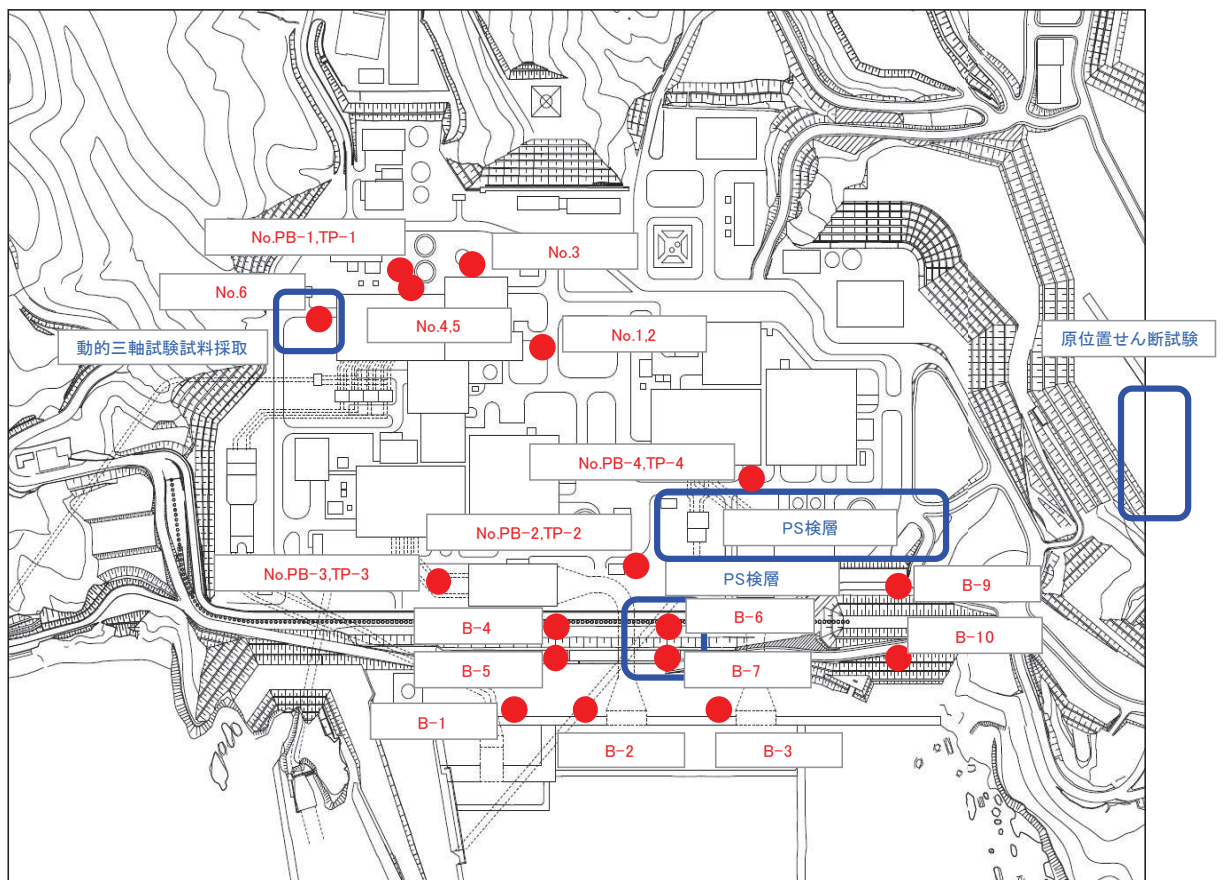 No.PB-1,TP-1
No.3
No.6
No.4,5
No.1,2
動的三軸試験試料採取
原位置せん断試験
No.PB-4,TP-4
PS検層
No.PB-2,TP-2
No.PB-3,TP-3
PS検層
B-9
B-4
B-6
B-10
B-5
B-7
B-1
B-2
B-3